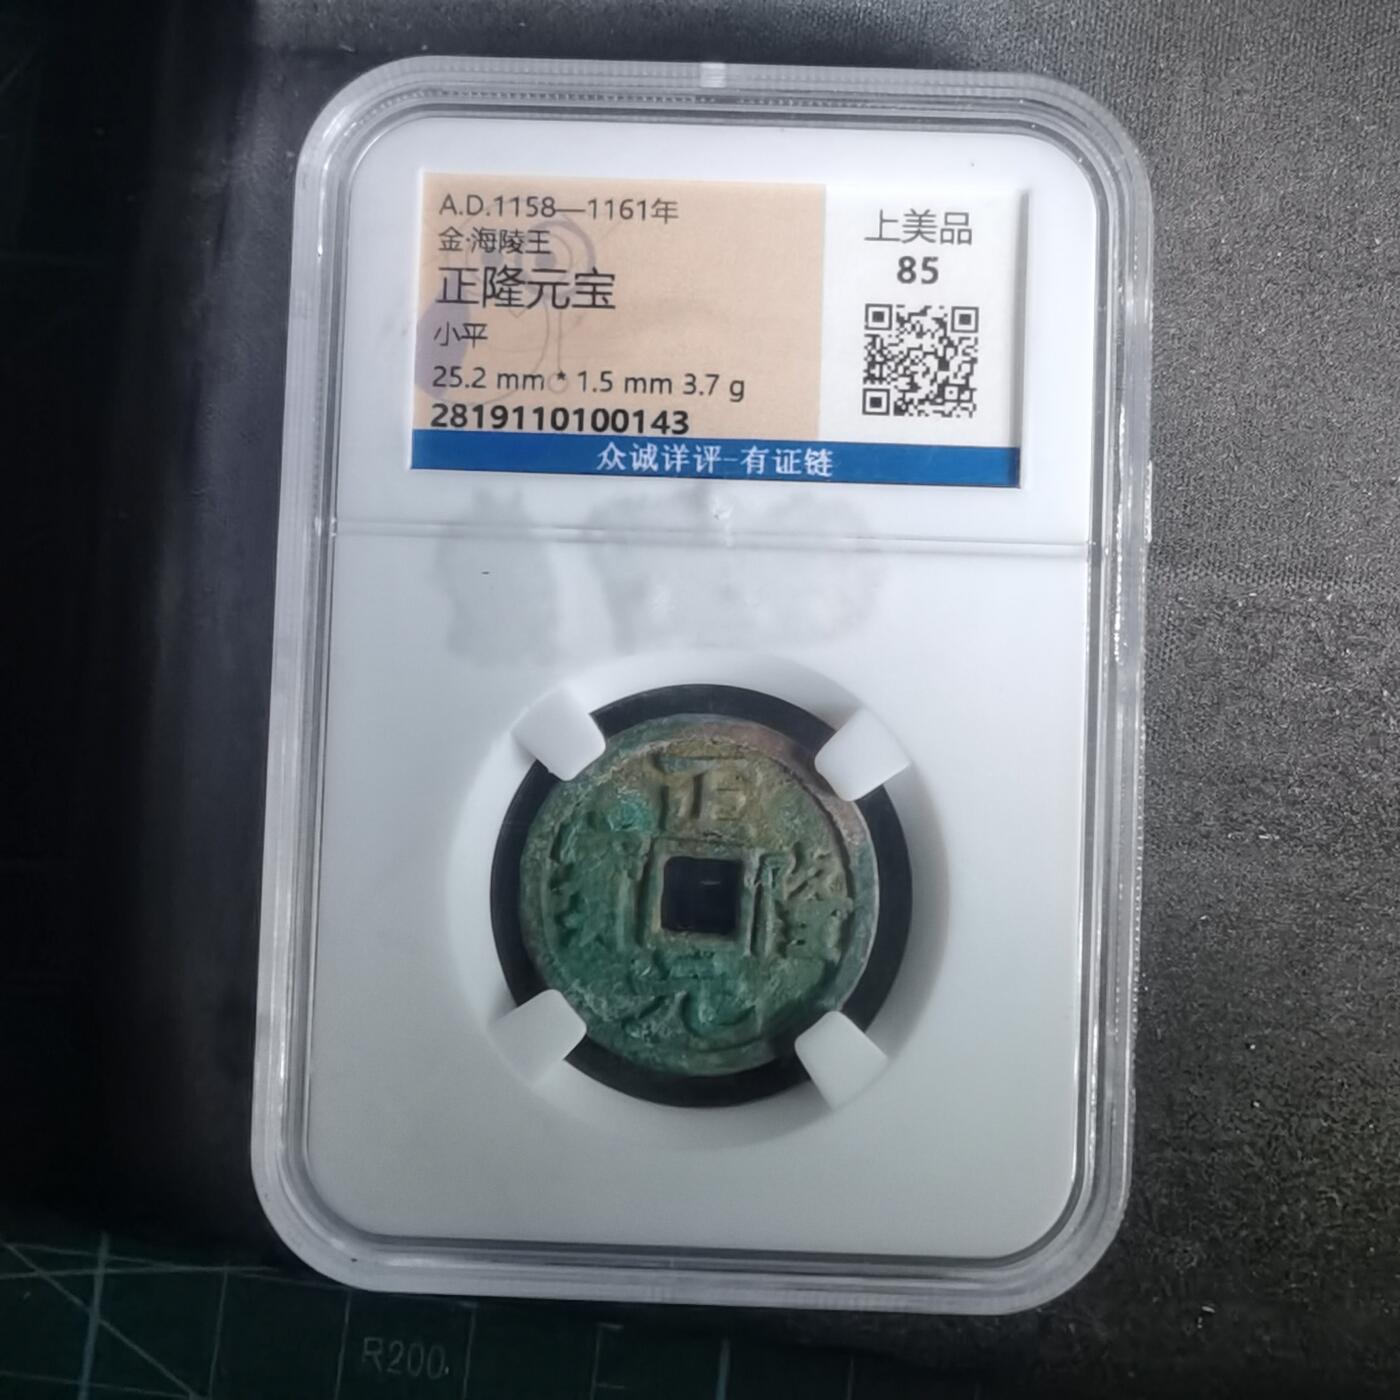 A.D.1158—1161年
金·海陵王
正隆元宝
小平
25.2 mm * 1.5 mm 3.7 g
2819110100143
上美品
85
众诚详评-有证链
正
隆
元
R200